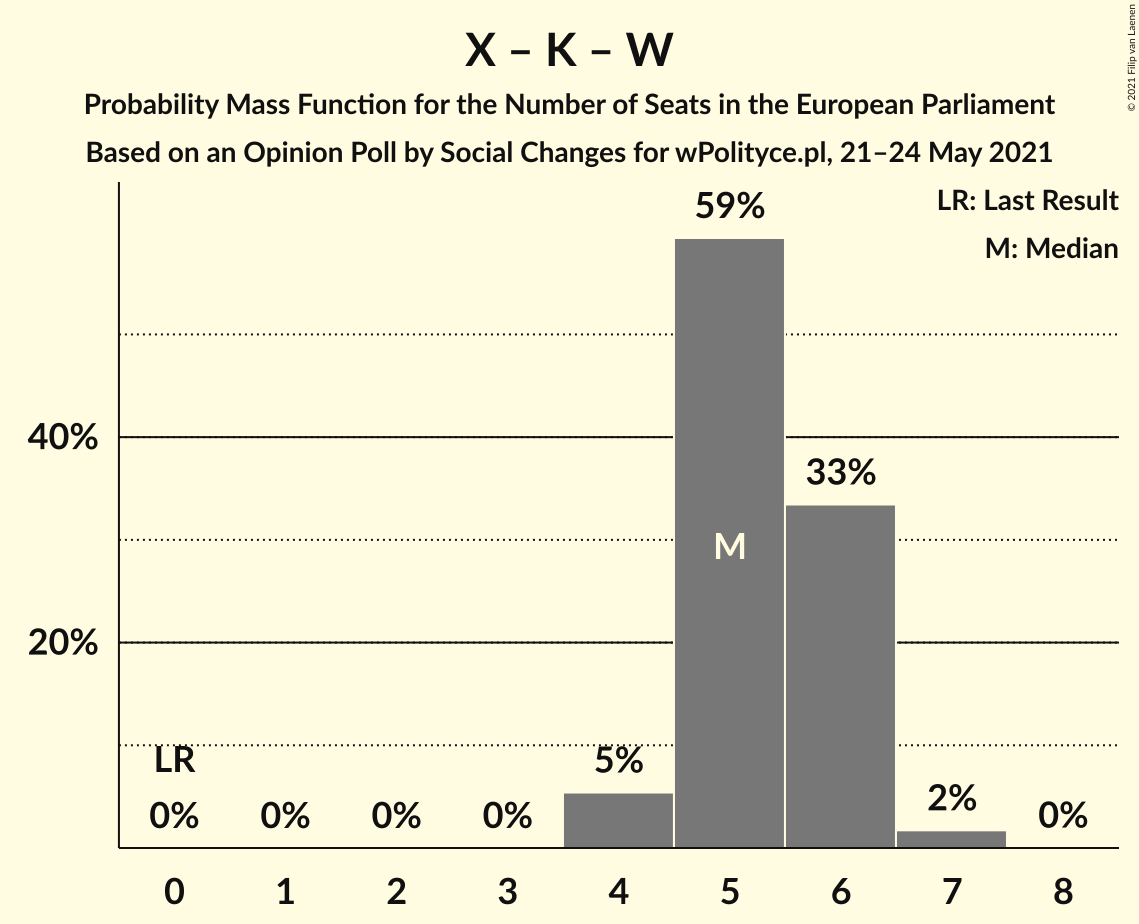 X – K – W
Probability Mass Function for the Number of Seats in the European Parliament
Based on an Opinion Poll by Social Changes for wPolityce.pl, 21–24 May 2021
© 2021 Filip van Laenen
LR: Last Result
M: Median
59%
40%
33%
M
20%
LR
5%
2%
0% 0% 0% 0% 0%
0 1 2 3 4 5 6 7 8